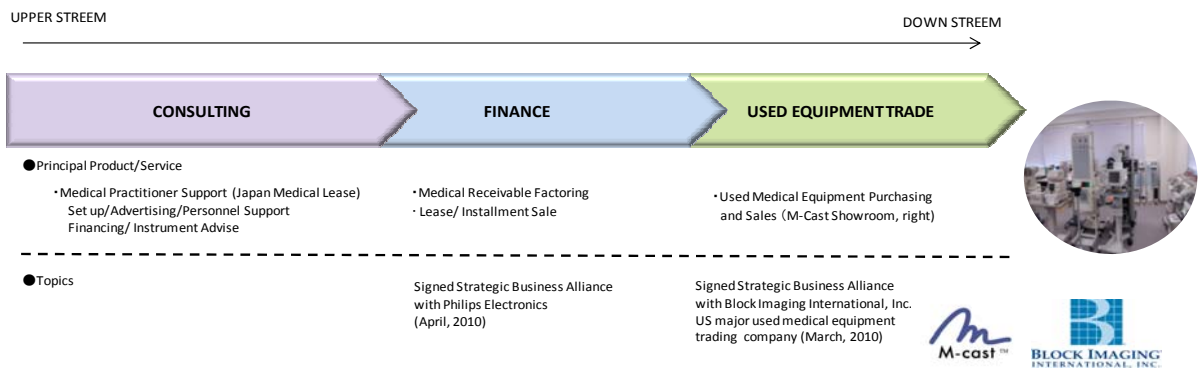 UPPER STREEM
DOWN STREEM
CONSULTING
FINANCE
USED EQUIPMENT TRADE
●Principal Product/Service
・Medical Practitioner Support (Japan Medical Lease)
Set up/Advertising/Personnel Support
Financing/ Instrument Advise
・Medical Receivable Factoring
・Lease/ Installment Sale
・Used Medical Equipment Purchasing
and Sales (M-Cast Showroom, right)
●Topics
Signed Strategic Business Alliance
with Philips Electronics
(April, 2010)
Signed Strategic Business Alliance
with Block Imaging International, Inc.
US major used medical equipment
trading company (March, 2010)
M-cast ™
BLOCK IMAGING
INTERNATIONAL, INC.